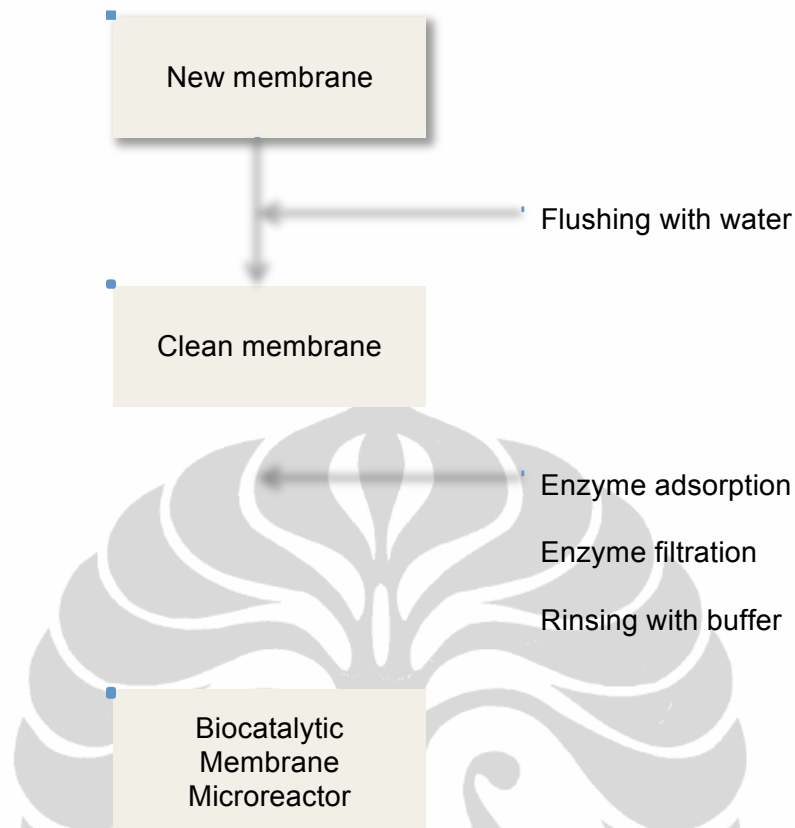 New membrane
Flushing with water
Clean membrane
Enzyme adsorption
Enzyme filtration
Rinsing with buffer
Biocatalytic
Membrane
Microreactor